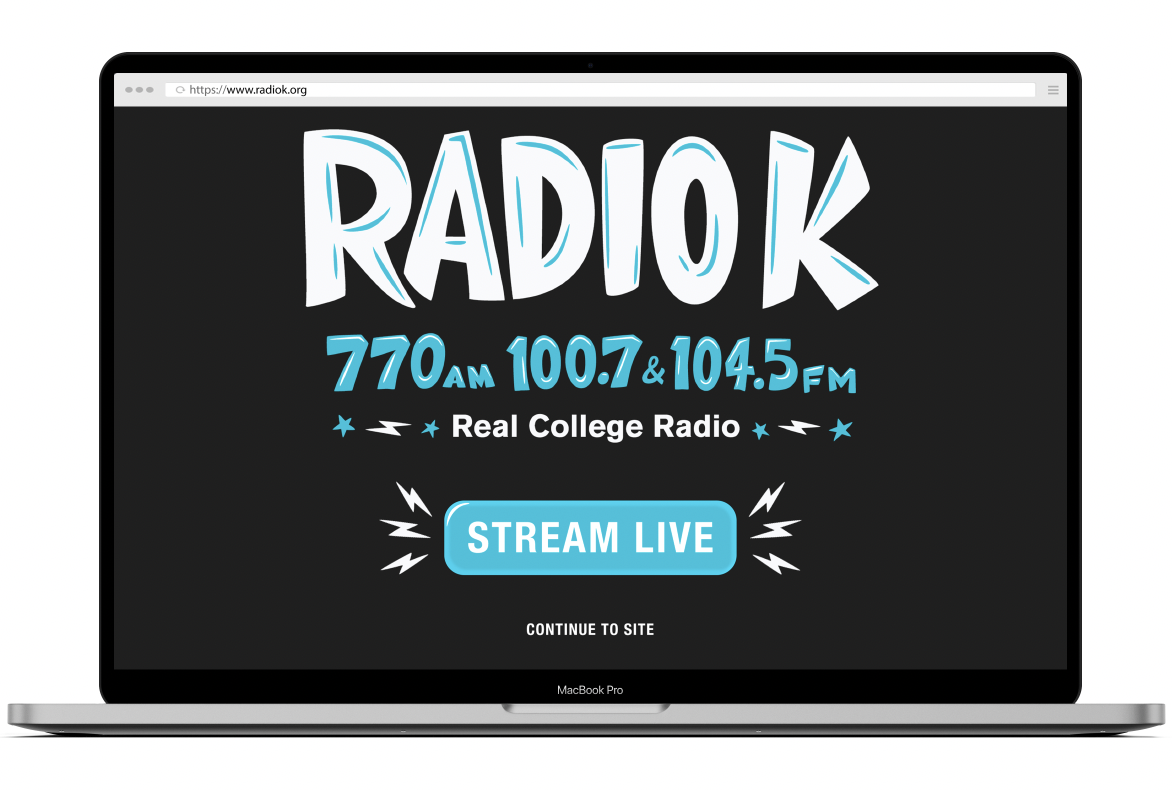 https://www.radiok.org
RADIO K
770AM 100.7 & 104.5FM
Real College Radio
STREAM LIVE
CONTINUE TO SITE
MacBook Pro